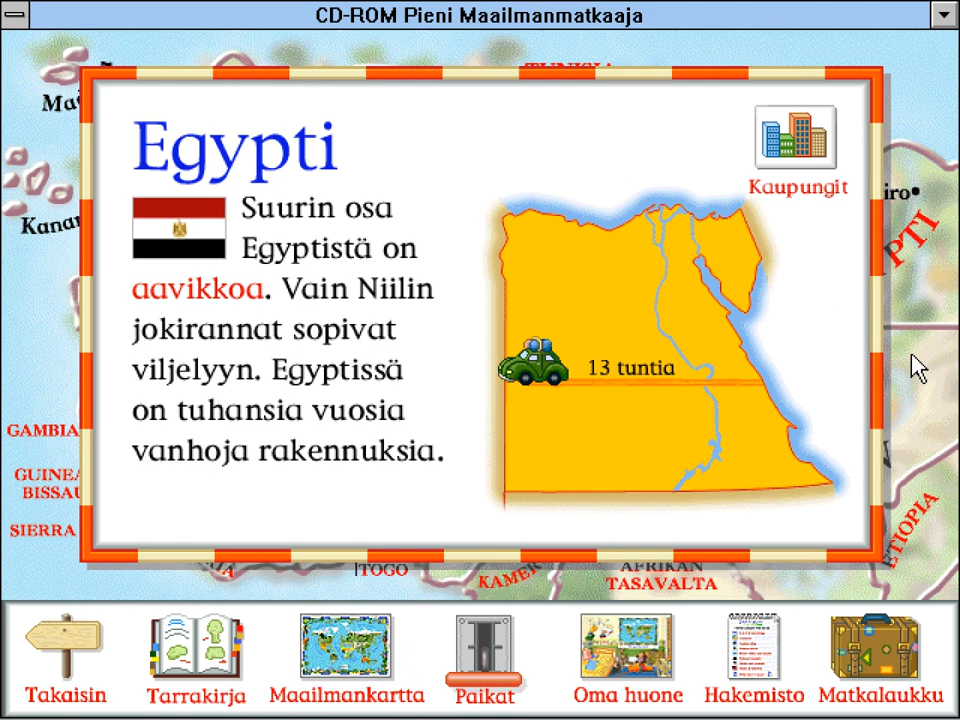 CD-ROM Pieni Maailmanmatkaaja
Egypti
Kaupungit
Suurin osa
Egyptistä on
aavikkoa. Vain Niilin
jokirannat sopivat
viljelyyn. Egyptissä
on tuhansia vuosia
vanhoja rakennuksia.
13 tuntia
GAMBIA
GUINEA
BISSAU
SIERRA
TOGO
AFRIKAN
TASAVALTA
ETIOPIA
Takaisin
Tarrakirja
Maailmankartta
Paikat
Oma huone
Hakemisto
Matkalaukku